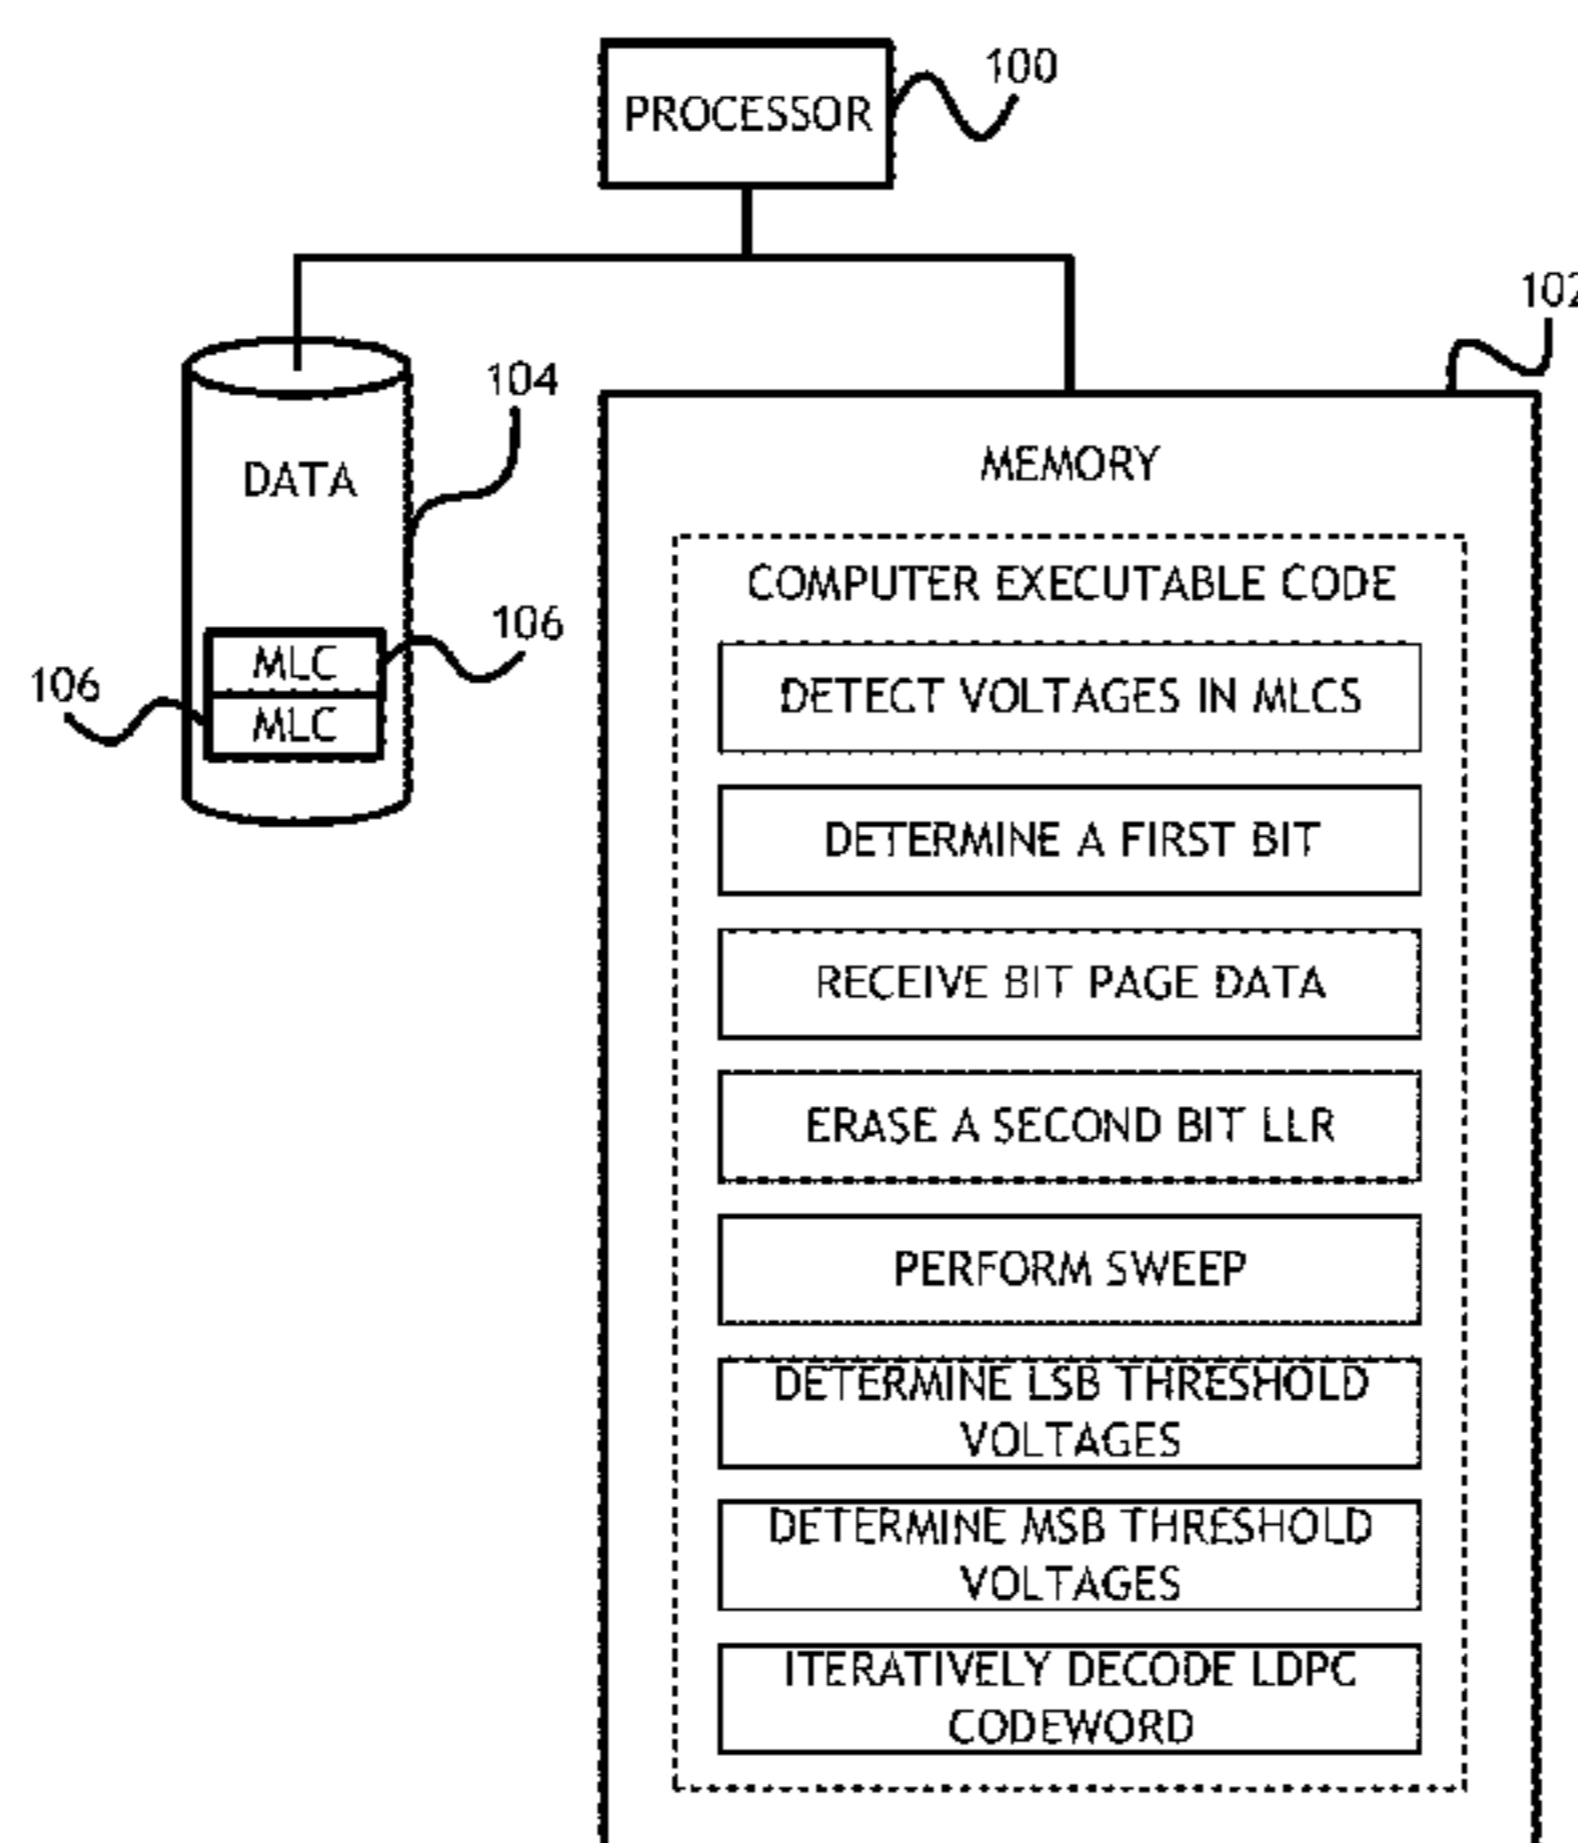 PROCESSOR
100
102
104
DATA
MEMORY
COMPUTER EXECUTABLE CODE
106
MLC
106
MLC
DETECT VOLTAGES IN MLCS
DETERMINE A FIRST BIT
RECEIVE BIT PAGE DATA
ERASE A SECOND BIT LLR
PERFORM SWEEP
DETERMINE LSB THRESHOLD
VOLTAGES
DETERMINE MSB THRESHOLD
VOLTAGES
ITERATIVELY DECODE LDPC
CODEWORD